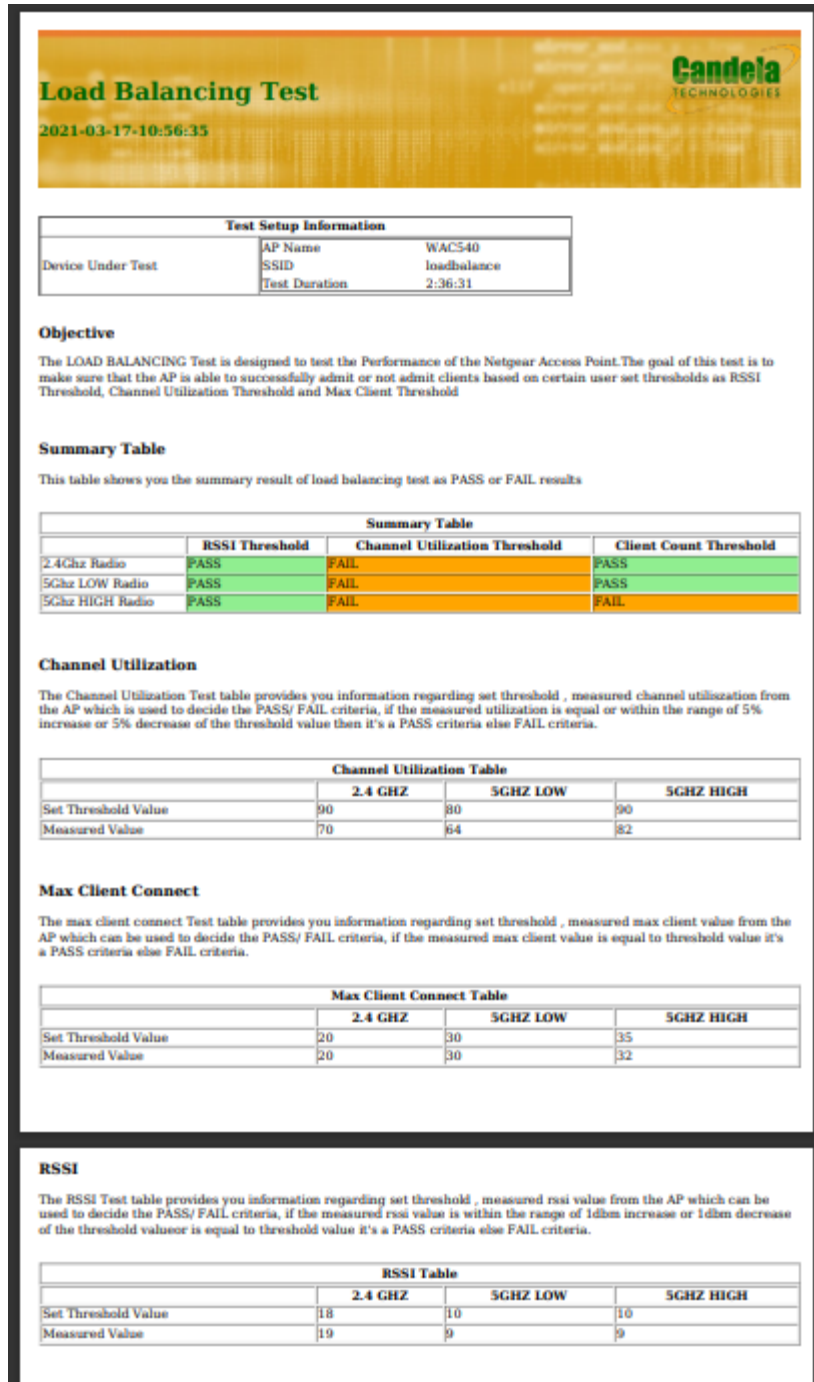 Candela
TECHNOLOGIES
Load Balancing Test
2021-03-17-10:56:35
Test Setup Information
Device Under Test
AP Name WAC540
SSID loadbalance
Test Duration 2:36:31
Objective
The LOAD BALANCING Test is designed to test the Performance of the Netgear Access Point.The goal of this test is to
make sure that the AP is able to successfully admit or not admit clients based on certain user set thresholds as RSSI
Threshold, Channel Utilization Threshold and Max Client Threshold
Summary Table
This table shows you the summary result of load balancing test as PASS or FAIL results
Summary Table
RSSI Threshold Channel Utilization Threshold Client Count Threshold
2.4Ghz Radio PASS FAIL PASS
5Ghz LOW Radio PASS FAIL PASS
5Ghz HIGH Radio PASS FAIL FAIL
Channel Utilization
The Channel Utilization Test table provides you information regarding set threshold , measured channel utiliszation from
the AP which is used to decide the PASS/ FAIL criteria, if the measured utilization is equal or within the range of 5%
increase or 5% decrease of the threshold value then it's a PASS criteria else FAIL criteria.
Channel Utilization Table
2.4 GHZ 5GHZ LOW 5GHZ HIGH
Set Threshold Value 90 80 90
Measured Value 70 64 82
Max Client Connect
The max client connect Test table provides you information regarding set threshold , measured max client value from the
AP which can be used to decide the PASS/ FAIL criteria, if the measured max client value is equal to threshold value it's
a PASS criteria else FAIL criteria.
Max Client Connect Table
2.4 GHZ 5GHZ LOW 5GHZ HIGH
Set Threshold Value 20 30 35
Measured Value 20 30 32
RSSI
The RSSI Test table provides you information regarding set threshold , measured rssi value from the AP which can be
used to decide the PASS/ FAIL criteria, if the measured rssi value is within the range of 1dbm increase or 1dbm decrease
of the threshold valueor is equal to threshold value it's a PASS criteria else FAIL criteria.
RSSI Table
2.4 GHZ 5GHZ LOW 5GHZ HIGH
Set Threshold Value 18 10 10
Measured Value 19 9 9